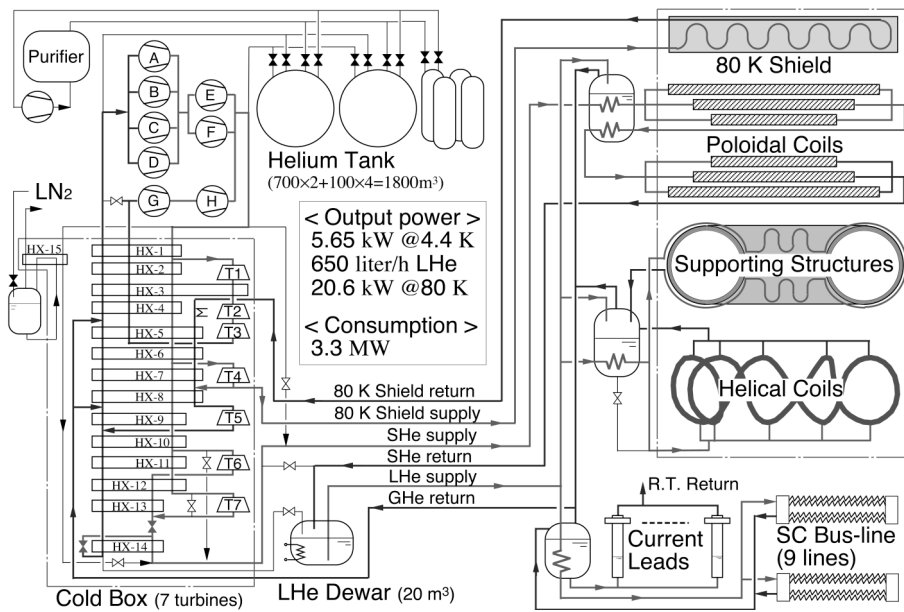 Purifier
A
B
C
D
E
F
G
H
LN2
Helium Tank
(700×2+100×4=1800m³)
< Output power >
5.65 kW @4.4 K
650 liter/h LHe
20.6 kW @80 K
< Consumption >
3.3 MW
HX-15
HX-1
HX-2
HX-3
HX-4
HX-5
HX-6
HX-7
HX-8
HX-9
HX-10
HX-11
HX-12
HX-13
HX-14
T1
T2
T3
T4
T5
T6
T7
80 K Shield return
80 K Shield supply
SHe supply
SHe return
LHe supply
GHe return
Cold Box (7 turbines)
LHe Dewar (20 m³)
80 K Shield
Poloidal Coils
Supporting Structures
Helical Coils
R.T. Return
Current
Leads
SC Bus-line
(9 lines)